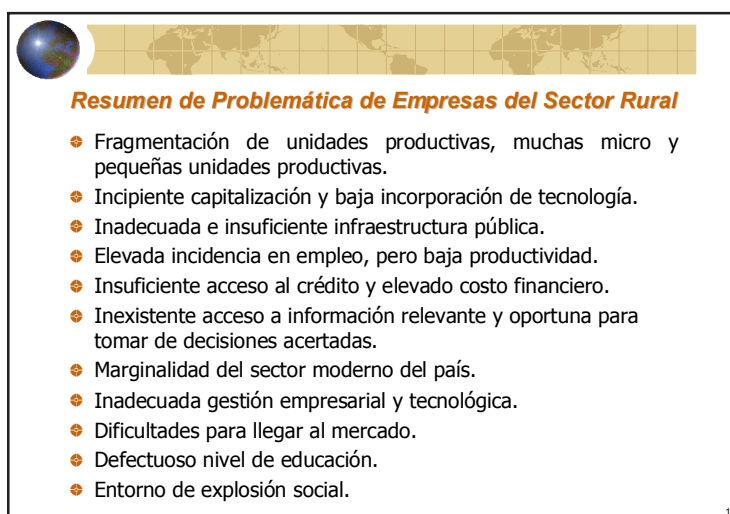 Resumen de Problemática de Empresas del Sector Rural
Fragmentación de unidades productivas, muchas micro y
pequeñas unidades productivas.
Incipiente capitalización y baja incorporación de tecnología.
Inadecuada e insuficiente infraestructura pública.
Elevada incidencia en empleo, pero baja productividad.
Insuficiente acceso al crédito y elevado costo financiero.
Inexistente acceso a información relevante y oportuna para
tomar de decisiones acertadas.
Marginalidad del sector moderno del país.
Inadecuada gestión empresarial y tecnológica.
Dificultades para llegar al mercado.
Defectuoso nivel de educación.
Entorno de explosión social.
1